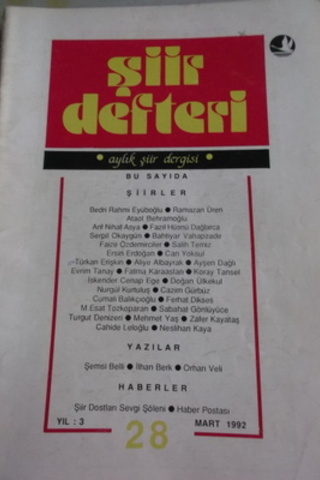 şiir
defteri
• aylık şiir dergisi •
BU SAYIDA
ŞİİRLER
Bedri Rahmi Eyüboğlu ● Ramazan Üren
Ataol Behramoğlu
Arif Nihat Asya ● Fazıl Hüsnü Dağlarca
Serpil Okaygün ● Bahtiyar Vahapzade
Faize Özdemirciler ● Salih Temiz
Ersin Erdoğan ● Can Yoksul
Türkan Erişkin ● Aliye Albayrak ● Ayşen Dağlı
Evrim Tanay ● Fatma Karaaslan ● Koray Tansel
İskender Cenap Ege ● Doğan Ülkekul
Nurgül Kurtuluş ● Cazim Gürbüz
Cumali Balıkçıoğlu ● Ferhat Dikses
M.Esat Tozkoparan ● Sabahat Gönlüyüce
Turgut Denizeri ● Mehmet Yaş ● Zafer Kayataş
Cahide Leloğlu ● Neslihan Kaya
YAZILAR
Şemsi Belli ● İlhan Berk ● Orhan Veli
HABERLER
Şiir Dostları Sevgi Şöleni ● Haber Postası
YIL : 3
28
MART 1992